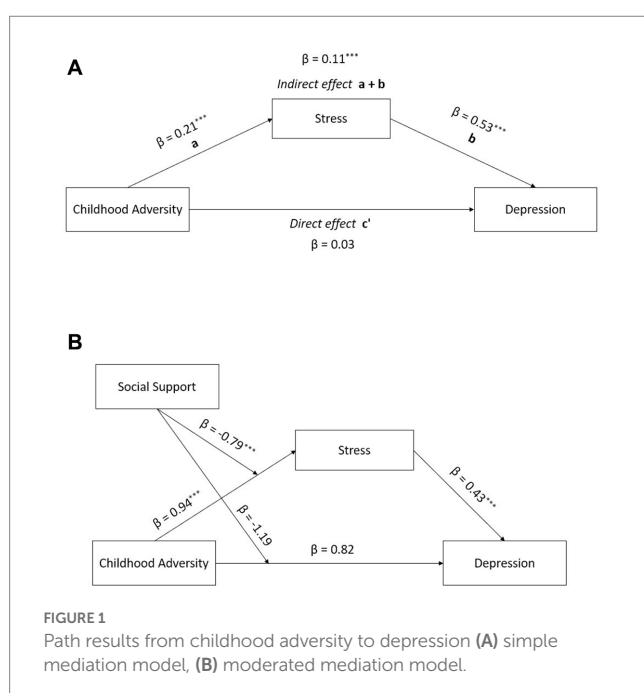 A
β = 0.11***
Indirect effect a + b
Stress
β = 0.21***
a
β = 0.53***
b
Childhood Adversity
Depression
Direct effect c'
β = 0.03
B
Social Support
β = -0.79***
Stress
β = 0.94***
β = -1.19
β = 0.43***
β = 0.82
Childhood Adversity
Depression
FIGURE 1
Path results from childhood adversity to depression (A) simple
mediation model, (B) moderated mediation model.